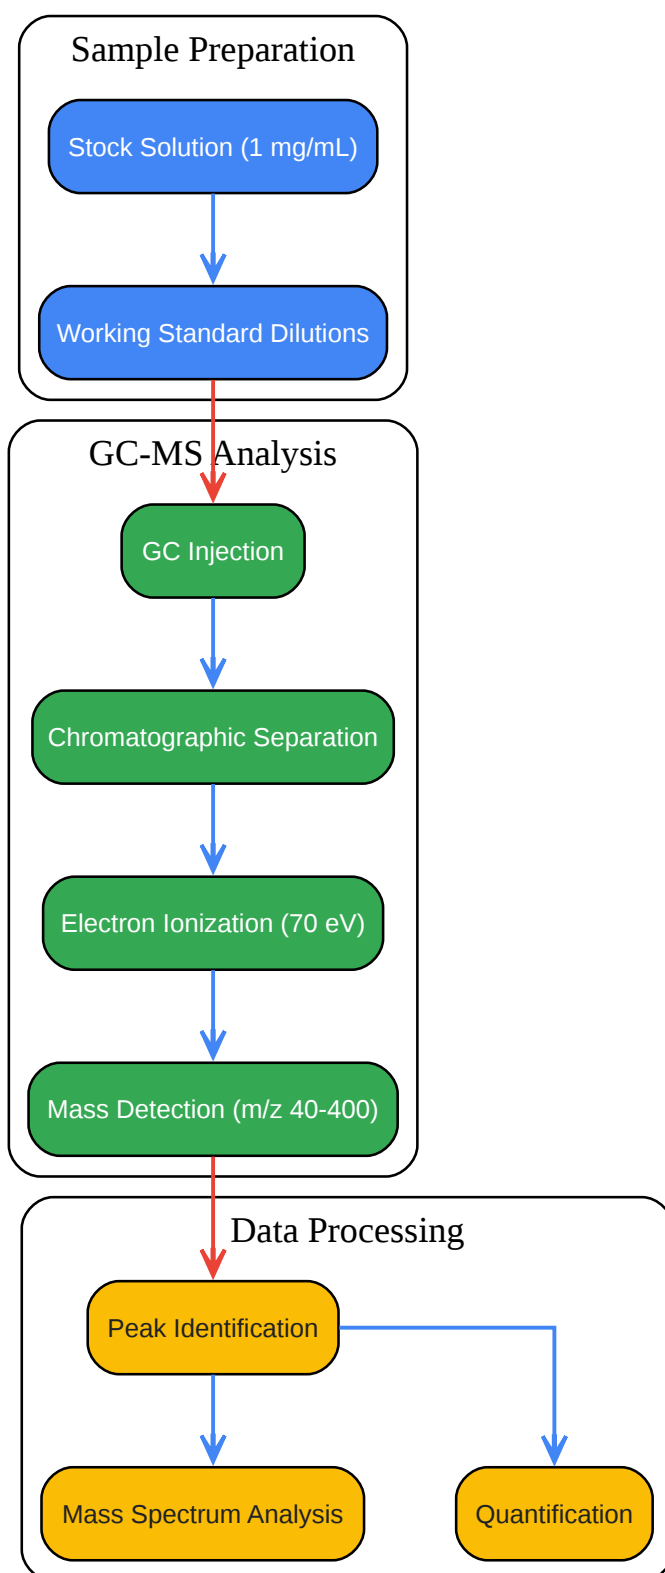 Sample Preparation
Stock Solution (1 mg/mL)
Working Standard Dilutions
GC-MS Analysis
GC Injection
Chromatographic Separation
Electron Ionization (70 eV)
Mass Detection (m/z 40-400)
Data Processing
Peak Identification
Mass Spectrum Analysis
Quantification